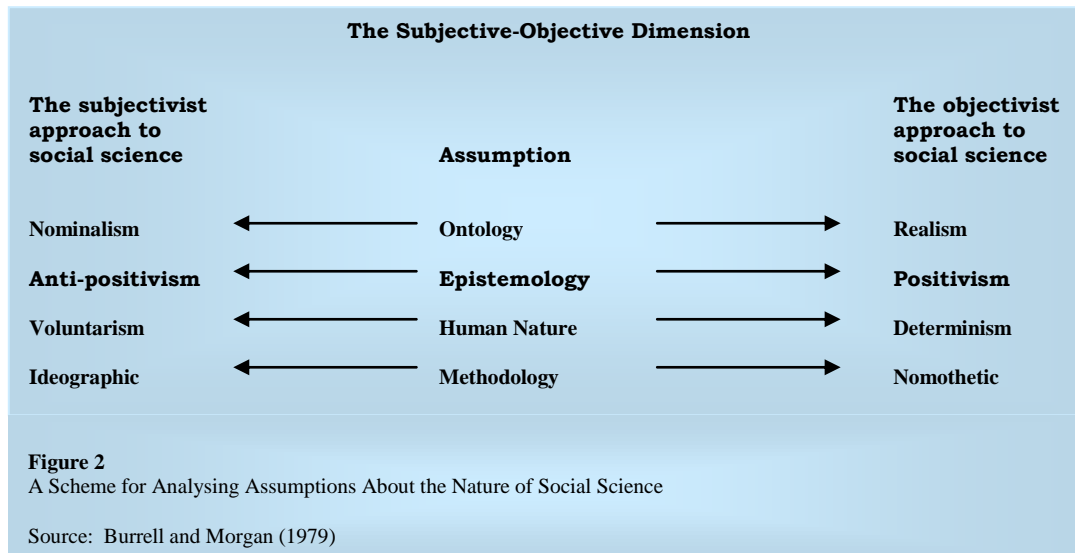 The Subjective-Objective Dimension
The subjectivist
approach to
social science
Assumption
The objectivist
approach to
social science
Nominalism Ontology Realism
Anti-positivism Epistemology Positivism
Voluntarism Human Nature Determinism
Ideographic Methodology Nomothetic
Figure 2
A Scheme for Analysing Assumptions About the Nature of Social Science
Source: Burrell and Morgan (1979)